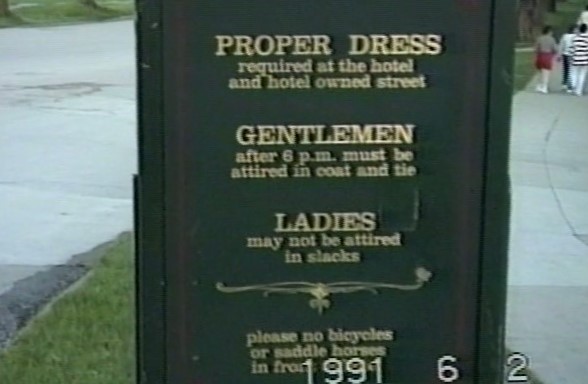 PROPER DRESS
required at the hotel
and hotel owned street
GENTLEMEN
after 6 p.m. must be
attired in coat and tie
LADIES
may not be attired
in slacks
please no bicycles
or saddle horses
in front
1991 6 2